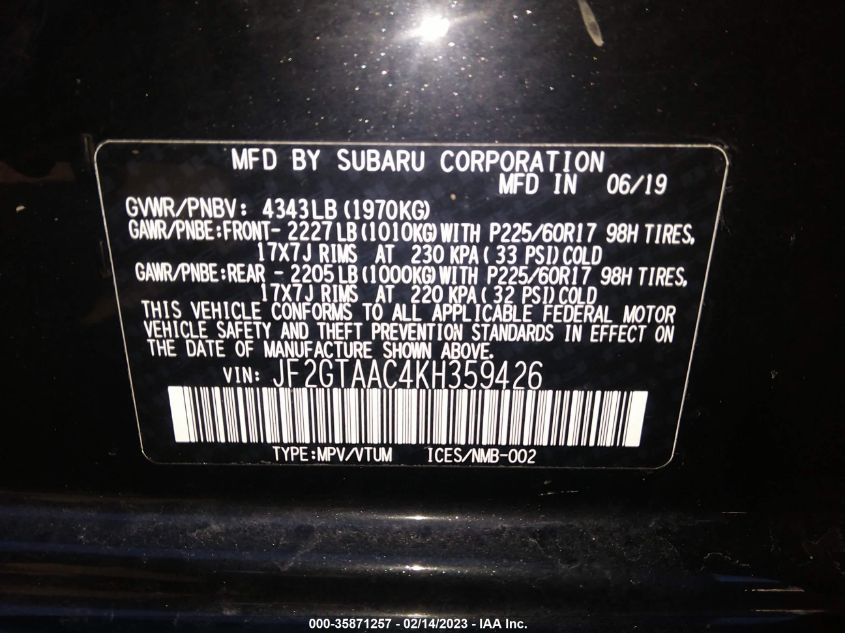 MFD BY SUBARU CORPORATION
MFD IN 06/19
GVWR/PNBV: 4343LB (1970KG)
GAWR/PNBE:FRONT- 2227LB (1010KG) WITH P225/60R17 98H TIRES,
17X7J RIMS AT 230 KPA ( 33 PSI) COLD
GAWR/PNBE:REAR - 2205LB (1000KG) WITH P225/60R17 98H TIRES,
17X7J RIMS AT 220 KPA ( 32 PSI) COLD
THIS VEHICLE CONFORMS TO ALL APPLICABLE FEDERAL MOTOR
VEHICLE SAFETY AND THEFT PREVENTION STANDARDS IN EFFECT ON
THE DATE OF MANUFACTURE SHOWN ABOVE.
VIN: JF2GTAAC4KH359426
TYPE:MPV/VTUM ICES/NMB-002
000-35871257 - 02/14/2023 - IAA Inc.